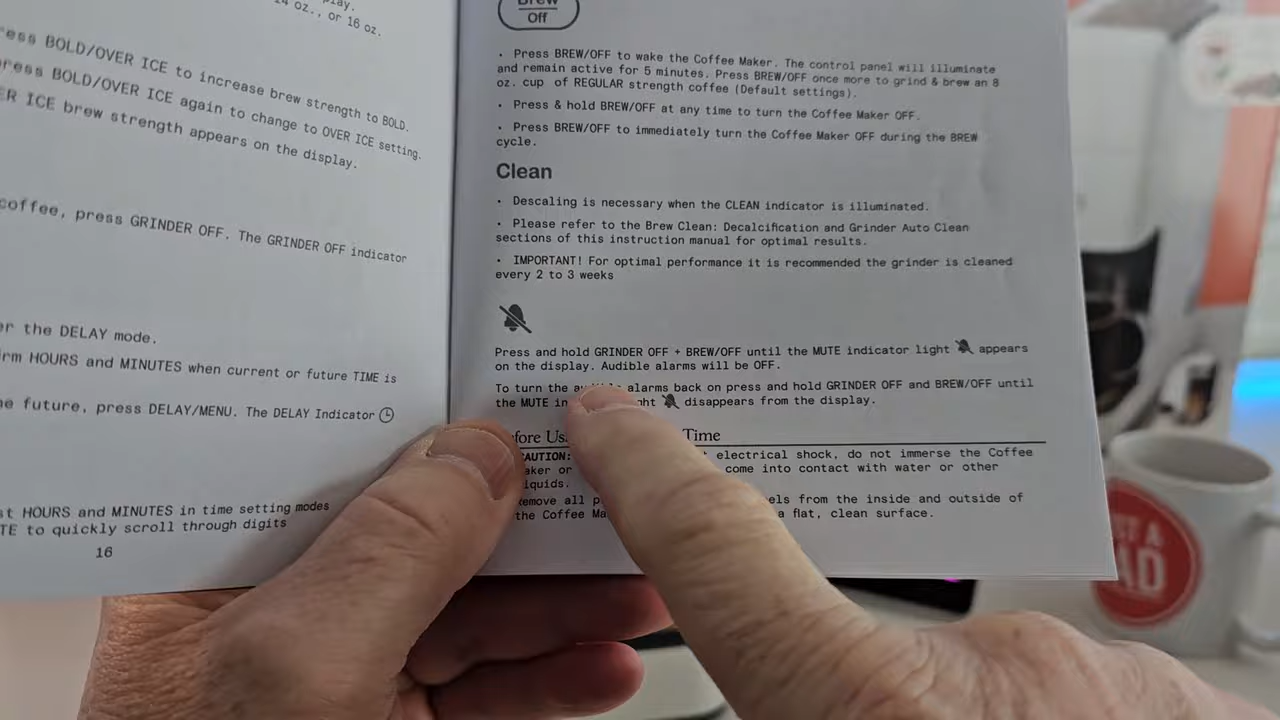 play.
14 oz., or 16 oz.
press BOLD/OVER ICE to increase brew strength to BOLD.
press BOLD/OVER ICE again to change to OVER ICE setting.
ER ICE brew strength appears on the display.
coffee, press GRINDER OFF. The GRINDER OFF indicator
er the DELAY mode.
irm HOURS and MINUTES when current or future TIME is
he future, press DELAY/MENU. The DELAY Indicator
st HOURS and MINUTES in time setting modes
TE to quickly scroll through digits
16
Brew
Off
· Press BREW/OFF to wake the Coffee Maker. The control panel will illuminate
and remain active for 5 minutes. Press BREW/OFF once more to grind & brew an 8
oz. cup of REGULAR strength coffee (Default settings).
· Press & hold BREW/OFF at any time to turn the Coffee Maker OFF.
· Press BREW/OFF to immediately turn the Coffee Maker OFF during the BREW
cycle.
Clean
· Descaling is necessary when the CLEAN indicator is illuminated.
· Please refer to the Brew Clean: Decalcification and Grinder Auto Clean
sections of this instruction manual for optimal results.
· IMPORTANT! For optimal performance it is recommended the grinder is cleaned
every 2 to 3 weeks
Press and hold GRINDER OFF + BREW/OFF until the MUTE indicator light appears
on the display. Audible alarms will be OFF.
To turn the audible alarms back on press and hold GRINDER OFF and BREW/OFF until
the MUTE in ght disappears from the display.
fore Us Time
CAUTION: t electrical shock, do not immerse the Coffee
aker or come into contact with water or other
iquids.
Remove all p els from the inside and outside of
the Coffee Ma a flat, clean surface.
AD